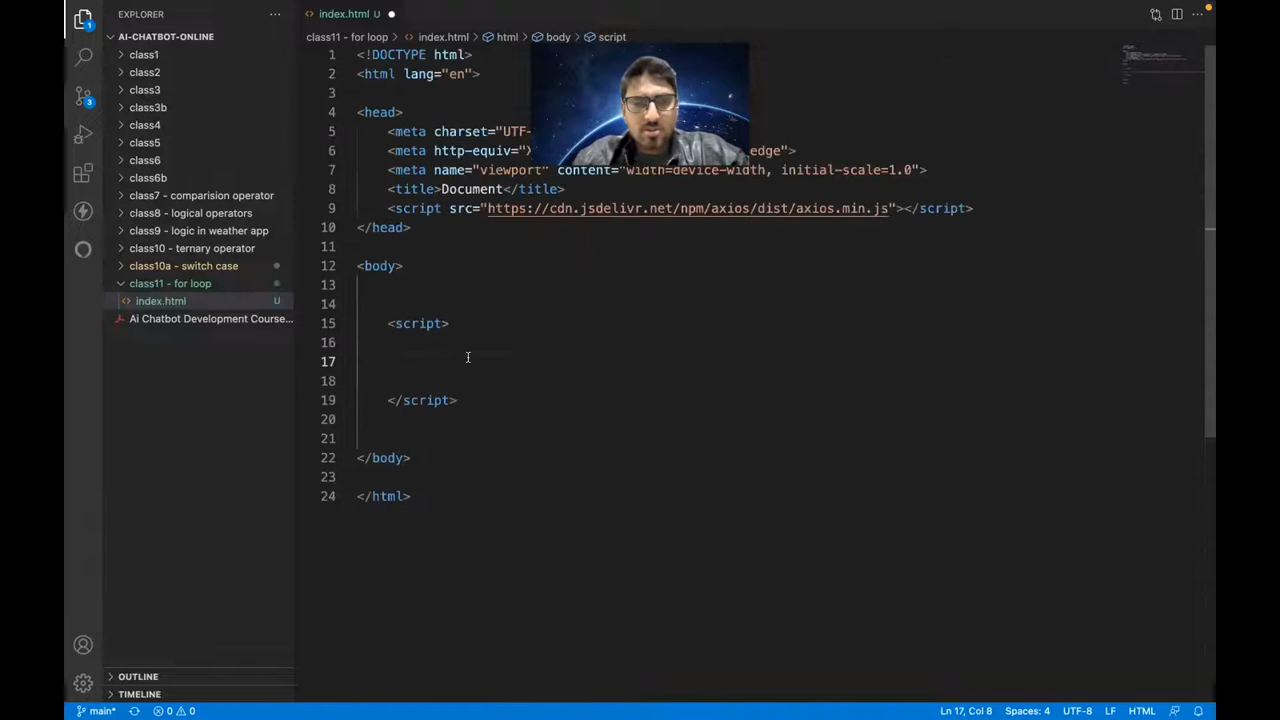 EXPLORER
AI-CHATBOT-ONLINE
class1
class2
class3
class3b
class4
class5
class6
class6b
class7 - comparision operator
class8 - logical operators
class9 - logic in weather app
class10 - ternary operator
class10a - switch case
class11 - for loop
index.html U
Ai Chatbot Development Course...
OUTLINE
TIMELINE
1
3
index.html U
class11 - for loop > index.html > html > body > script
1 <!DOCTYPE html>
2 <html lang="en">
3
4 <head>
5 <meta charset="UTF-
6 <meta http-equiv=" edge">
7 <meta name="viewport" content="width=device-width, initial-scale=1.0">
8 <title>Document</title>
9 <script src="https://cdn.jsdelivr.net/npm/axios/dist/axios.min.js"></script>
10 </head>
11
12 <body>
13
14
15 <script>
16
17
18
19 </script>
20
21
22 </body>
23
24 </html>
main* 0 0 Ln 17, Col 8 Spaces: 4 UTF-8 LF HTML